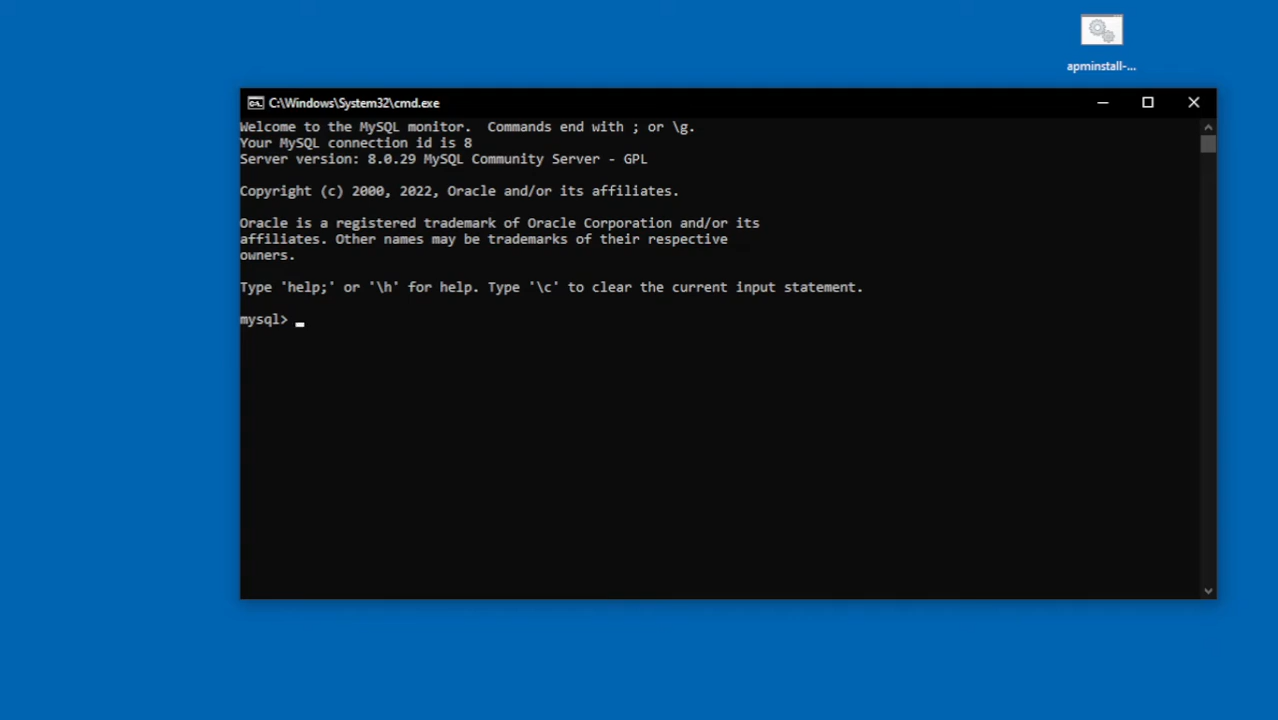 apminstall-...
C:\Windows\System32\cmd.exe
Welcome to the MySQL monitor.  Commands end with ; or \g.
Your MySQL connection id is 8
Server version: 8.0.29 MySQL Community Server - GPL
Copyright (c) 2000, 2022, Oracle and/or its affiliates.
Oracle is a registered trademark of Oracle Corporation and/or its
affiliates. Other names may be trademarks of their respective
owners.
Type 'help;' or '\h' for help. Type '\c' to clear the current input statement.
mysql> _